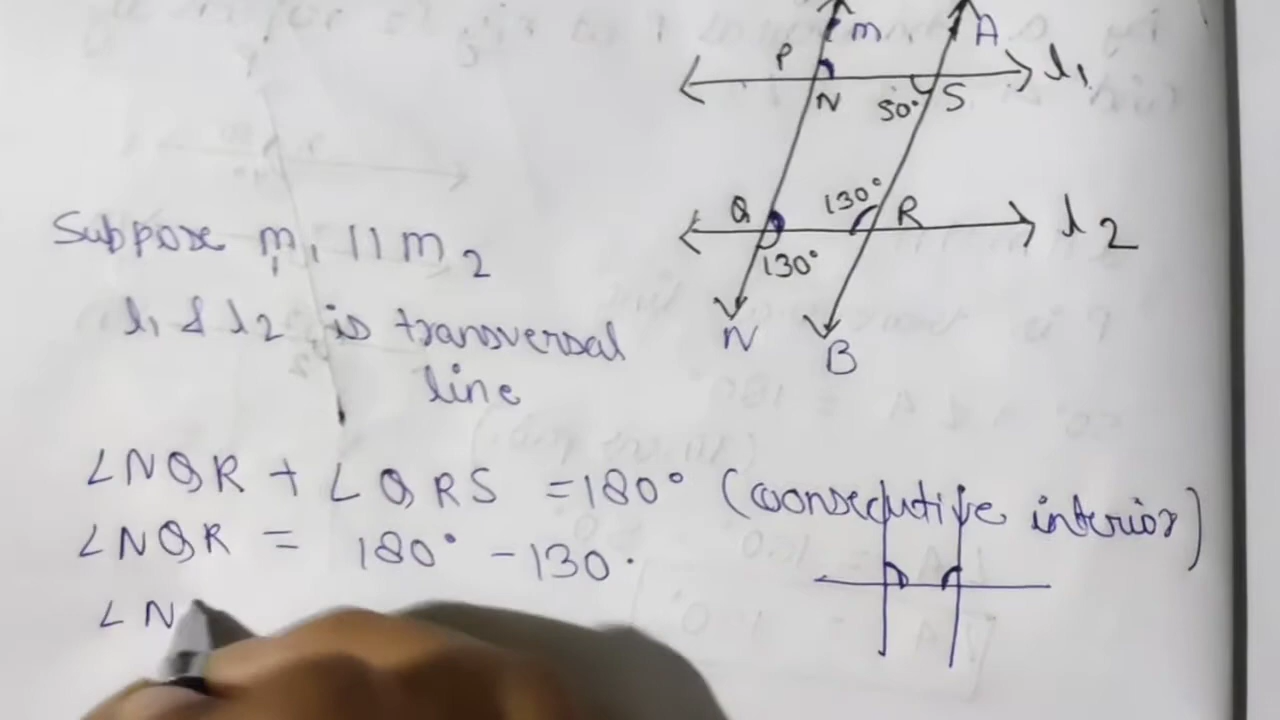 m A
P l₁
N 50° S
Q 130° R l₂
130°
N B
Suppose m₁ || m₂
l₁ & l₂ is transversal
line
∠NQR + ∠QRS = 180° (consecutive interior)
∠NQR = 180° - 130°
∠N